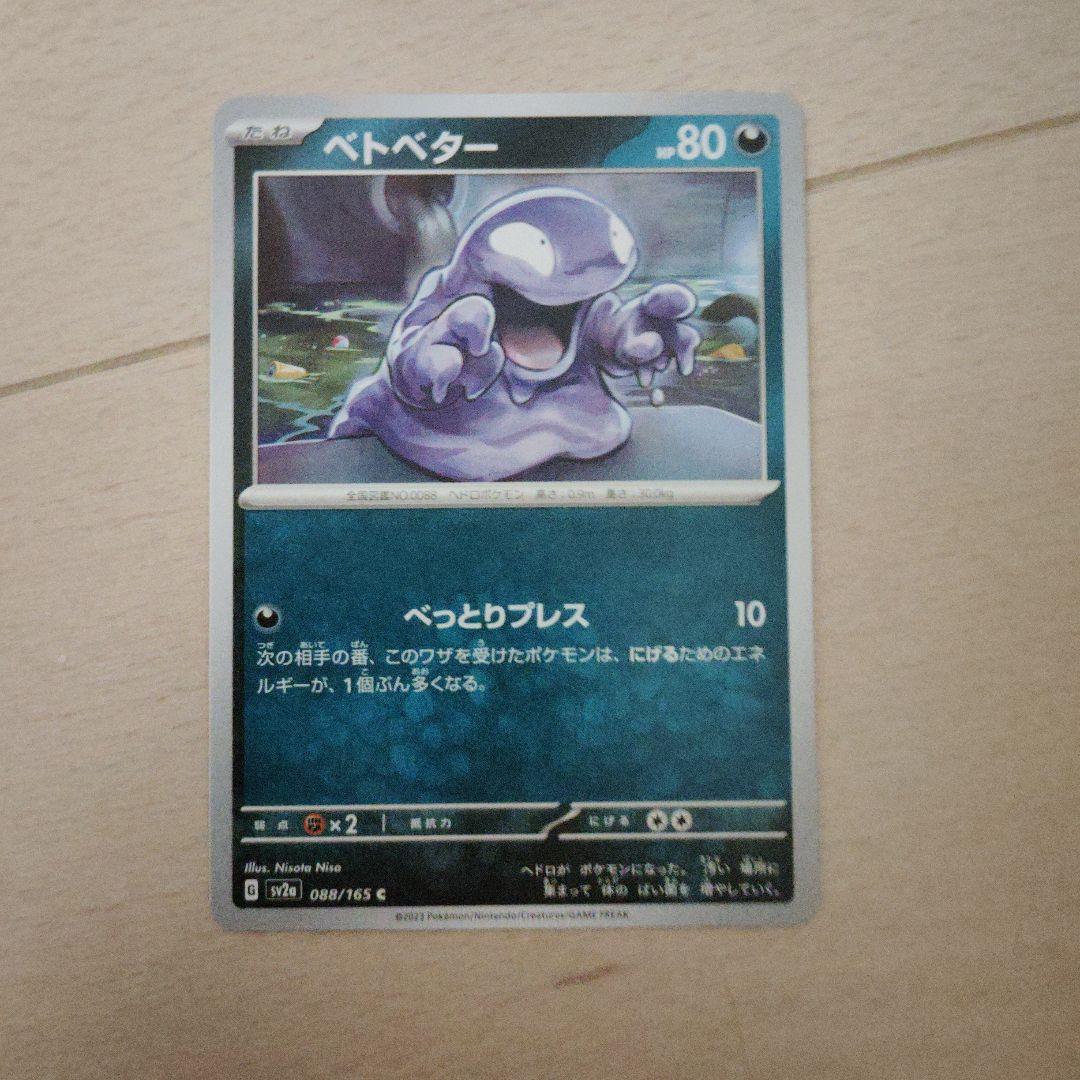 たね
ベトベター
HP80
全国図鑑NO.0088 ヘドロポケモン 高さ:0.9m 重さ:30.0kg
べっとりプレス 10
次の相手の番、このワザを受けたポケモンは、にげるためのエネ
ルギーが、1個ぶん多くなる。
弱点 ×2 抵抗力 にげる
Illus. Nisota Niso
ヘドロが ポケモンになった。 汚い 場所に
集まって 体の ばい菌を 増やしていく。
G sv2a 088/165 C
©2023 Pokémon/Nintendo/Creatures/GAME FREAK